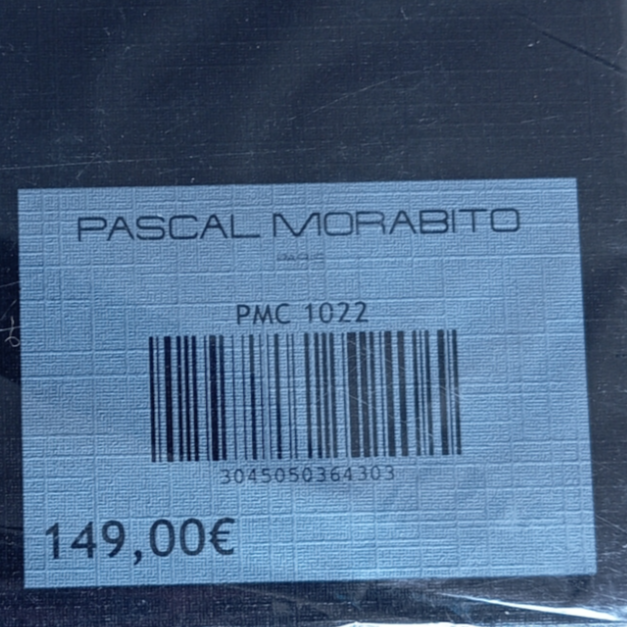 PASCAL MORABITO
PARIS
PMC 1022
3045050364303
149,00€